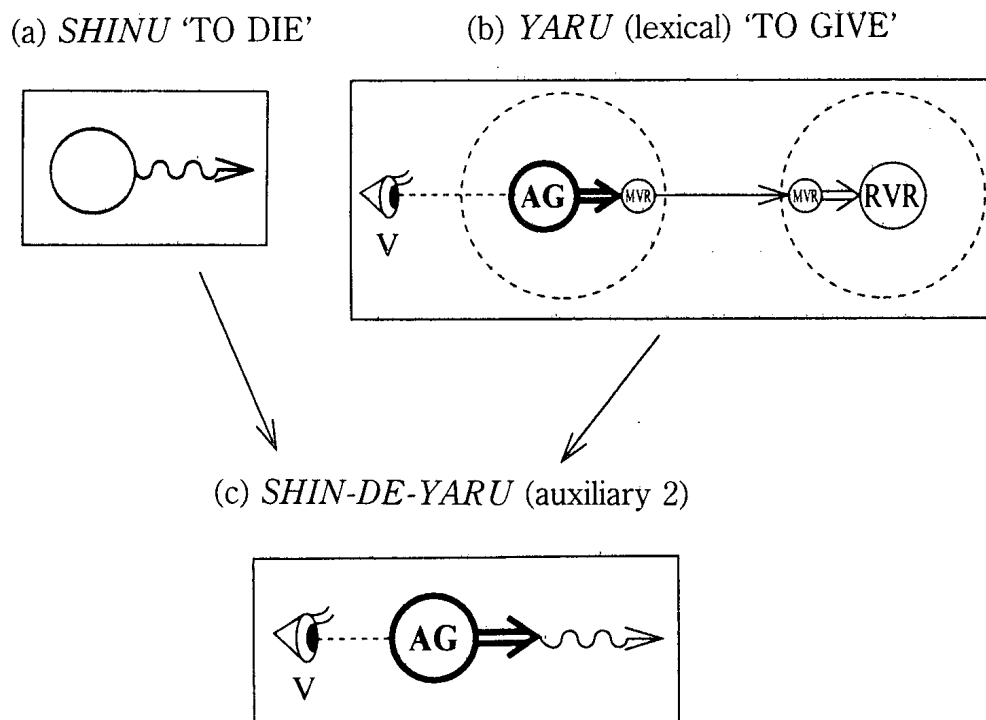 (a) SHINU 'TO DIE'
(b) YARU (lexical) 'TO GIVE'
V
AG
MVR
MVR
RVR
(c) SHIN-DE-YARU (auxiliary 2)
V
AG